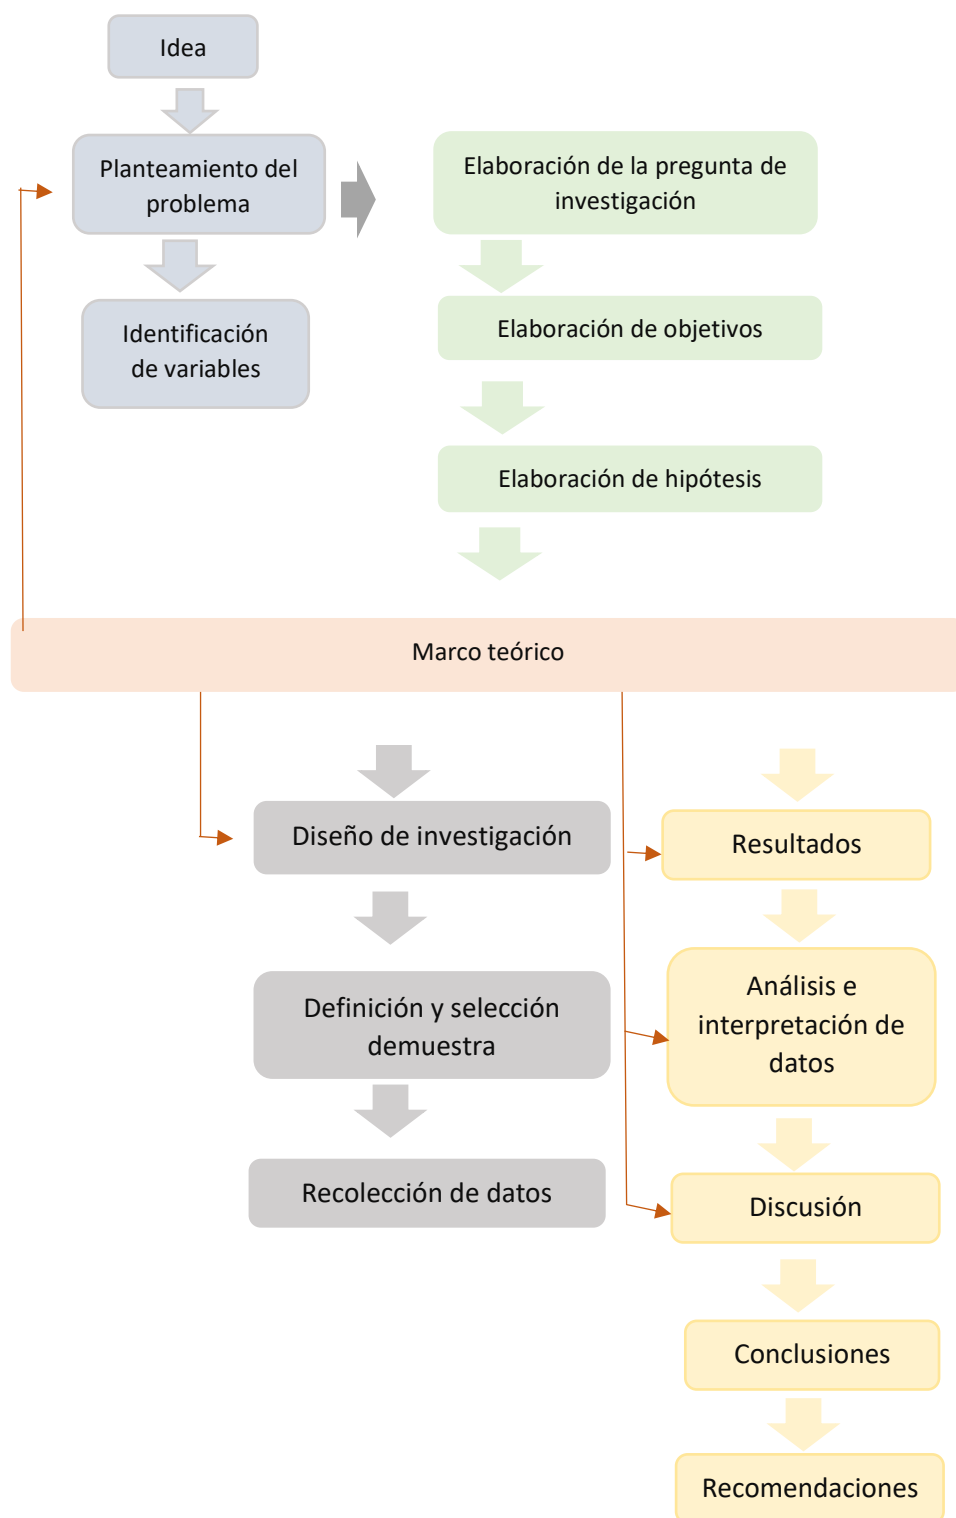 Idea
Planteamiento del
problema
Identificación
de variables
Elaboración de la pregunta de
investigación
Elaboración de objetivos
Elaboración de hipótesis
Marco teórico
Diseño de investigación
Definición y selección
demuestra
Recolección de datos
Resultados
Análisis e
interpretación de
datos
Discusión
Conclusiones
Recomendaciones